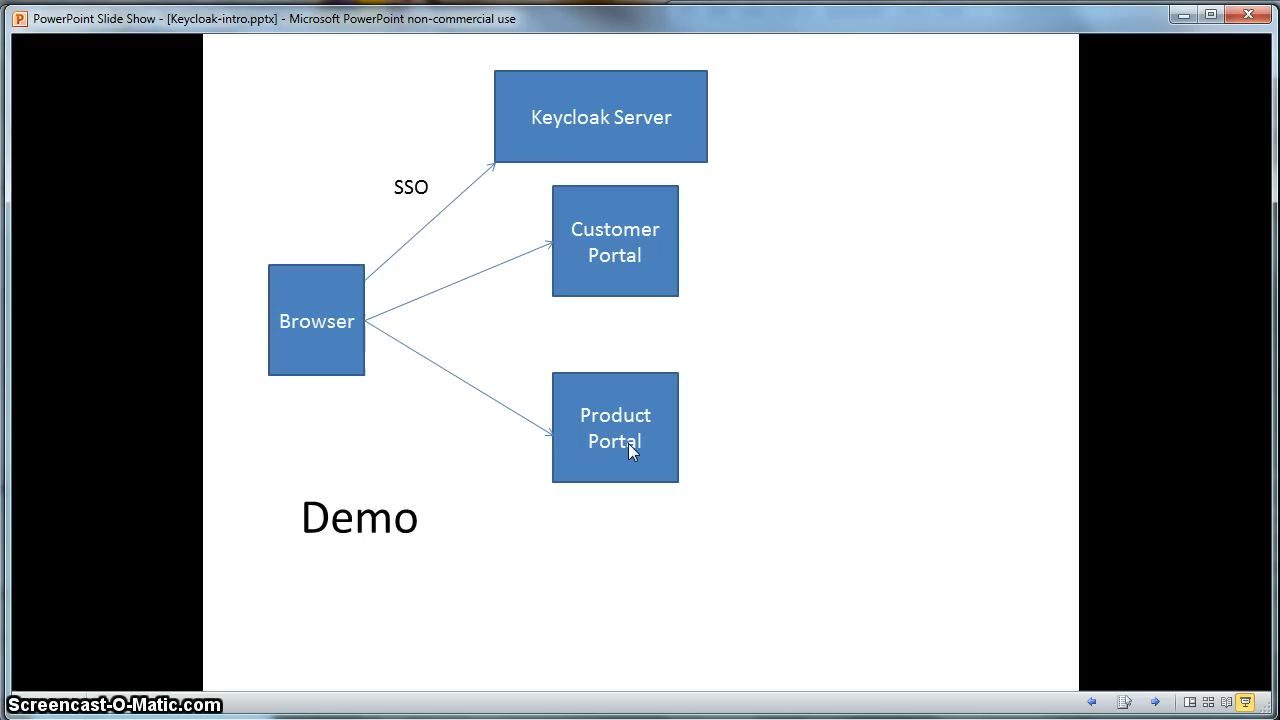 PowerPoint Slide Show - [Keycloak-intro.pptx] - Microsoft PowerPoint non-commercial use
Keycloak Server
SSO
Customer
Portal
Browser
Product
Portal
Demo
Screencast-O-Matic.com